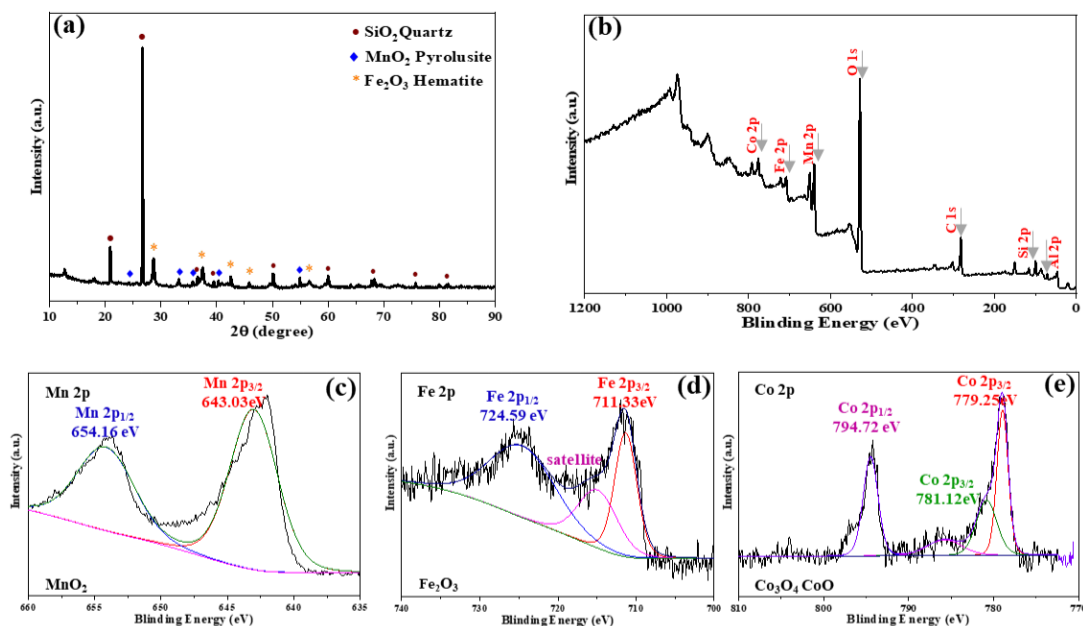 (a)
SiO₂Quartz
MnO₂ Pyrolusite
Fe₂O₃ Hematite
Intensity (a.u.)
10 20 30 40 50 60 70 80 90
2θ (degree)
(b)
O 1s
Co 2p
Fe 2p
Mn 2p
C 1s
Si 2p
Al 2p
Intensity (a.u.)
1200 1000 800 600 400 200 0
Blinding Energy (eV)
(c)
Mn 2p
Mn 2p₃/₂
643.03eV
Mn 2p₁/₂
654.16 eV
Intensity (a.u.)
MnO₂
660 655 650 645 640 635
Blinding Energy (eV)
(d)
Fe 2p
Fe 2p₃/₂
711.33eV
Fe 2p₁/₂
724.59 eV
satellite
Intensity (a.u.)
Fe₂O₃
740 730 720 710 700
Blinding Energy (eV)
(e)
Co 2p
Co 2p₃/₂
779.25eV
Co 2p₁/₂
794.72 eV
Co 2p₃/₂
781.12eV
Intensity (a.u.)
Co₃O₄ CoO
810 800 790 780 770
Blinding Energy (eV)